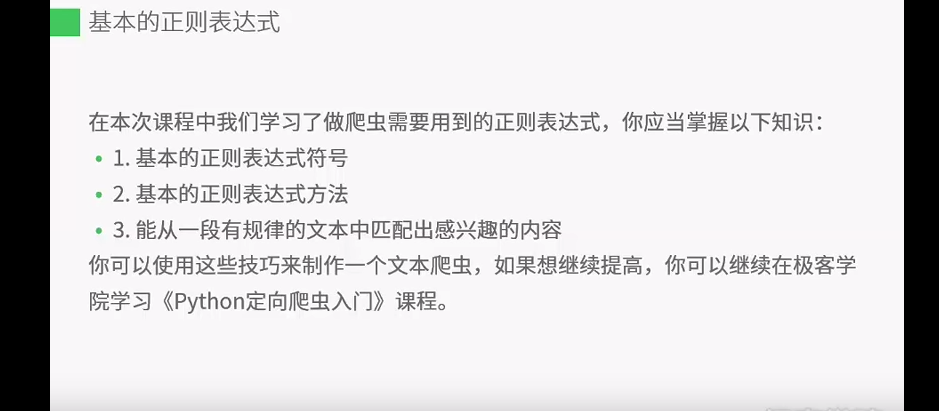 基本的正则表达式
在本次课程中我们学习了做爬虫需要用到的正则表达式，你应当掌握以下知识：
• 1. 基本的正则表达式符号
• 2. 基本的正则表达式方法
• 3. 能从一段有规律的文本中匹配出感兴趣的内容
你可以使用这些技巧来制作一个文本爬虫，如果想继续提高，你可以继续在极客学
院学习《Python定向爬虫入门》课程。